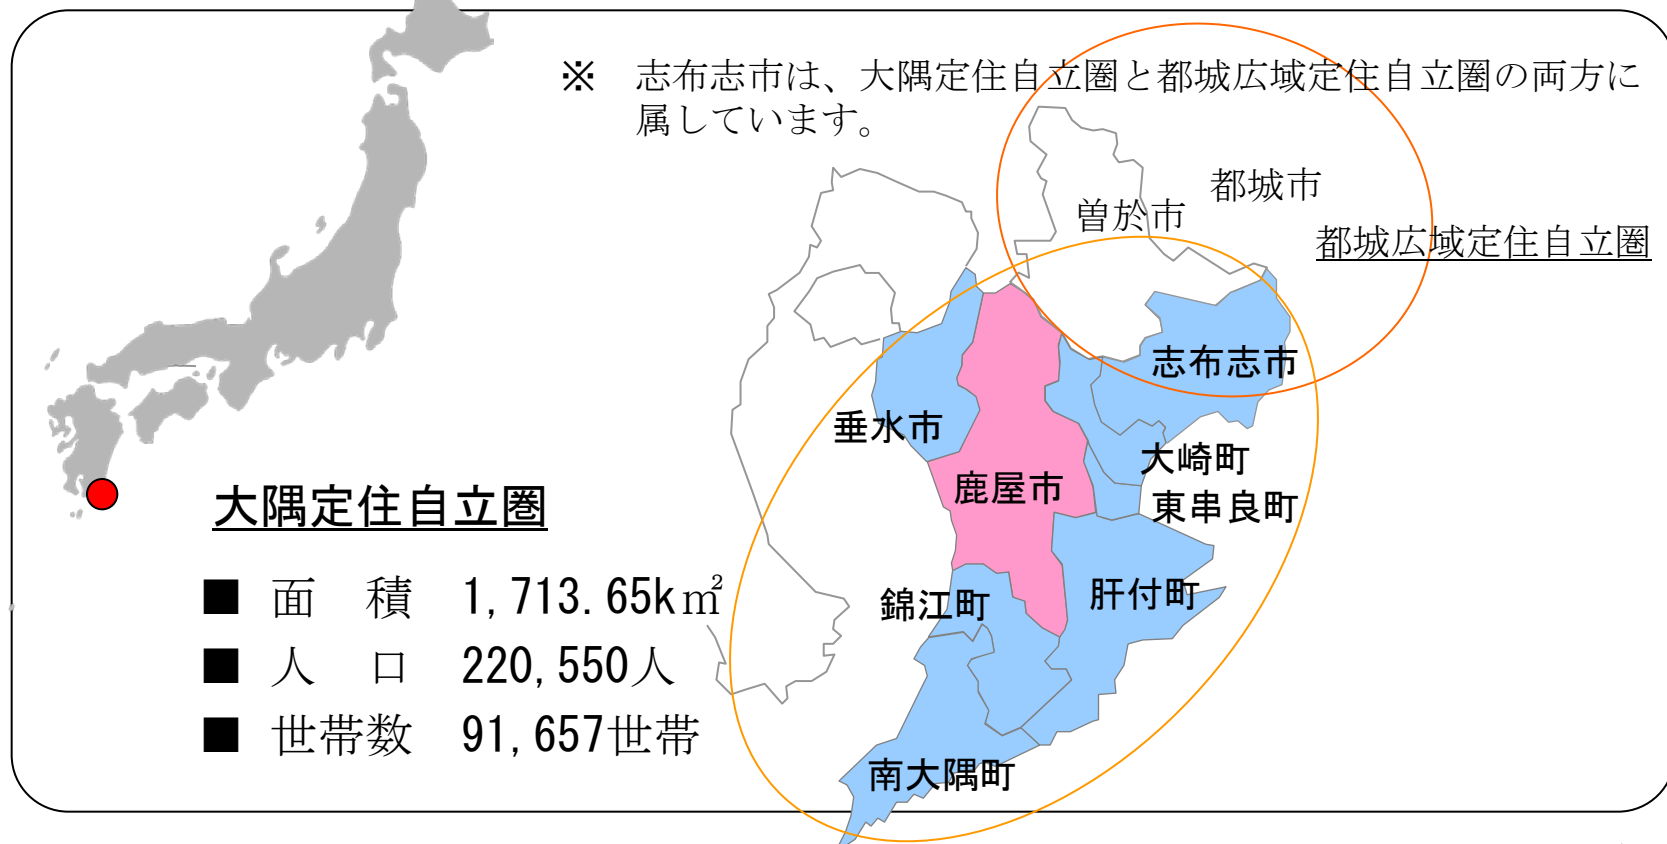 ※　志布志市は、大隅定住自立圏と都城広域定住自立圏の両方に
属しています。
都城市
曽於市
都城広域定住自立圏
志布志市
垂水市
大崎町
鹿屋市
東串良町
大隅定住自立圏
■　面　積　1,713.65k㎡
錦江町
肝付町
■　人　口　220,550人
■　世帯数　91,657世帯
南大隅町